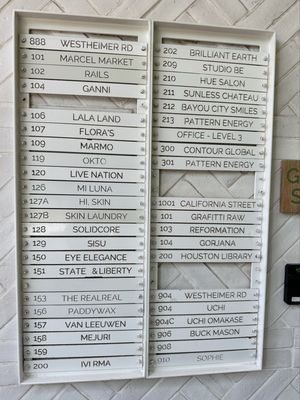 888 WESTHEIMER RD
101 MARCEL MARKET
102 RAILS
104 GANNI
106 LALA LAND
107 FLORA'S
109 MARMO
119 OKTO
120 LIVE NATION
126 MI LUNA
127A HI, SKIN
127B SKIN LAUNDRY
128 SOLIDCORE
129 SISU
150 EYE ELEGANCE
151 STATE & LIBERTY
153 THE REALREAL
156 PADDYWAX
157 VAN LEEUWEN
158 MEJURI
159
200 IVI RMA
202 BRILLIANT EARTH
209 STUDIO BE
210 HUE SALON
211 SUNLESS CHATEAU
212 BAYOU CITY SMILES
213 PATTERN ENERGY
OFFICE - LEVEL 3
300 CONTOUR GLOBAL
301 PATTERN ENERGY
1001 CALIFORNIA STREET
101 GRAFITTI RAW
103 REFORMATION
104 GORJANA
200 HOUSTON LIBRARY
904 WESTHEIMER RD
904 UCHI
904C UCHI OMAKASE
906 BUCK MASON
908
910 SOPHIE